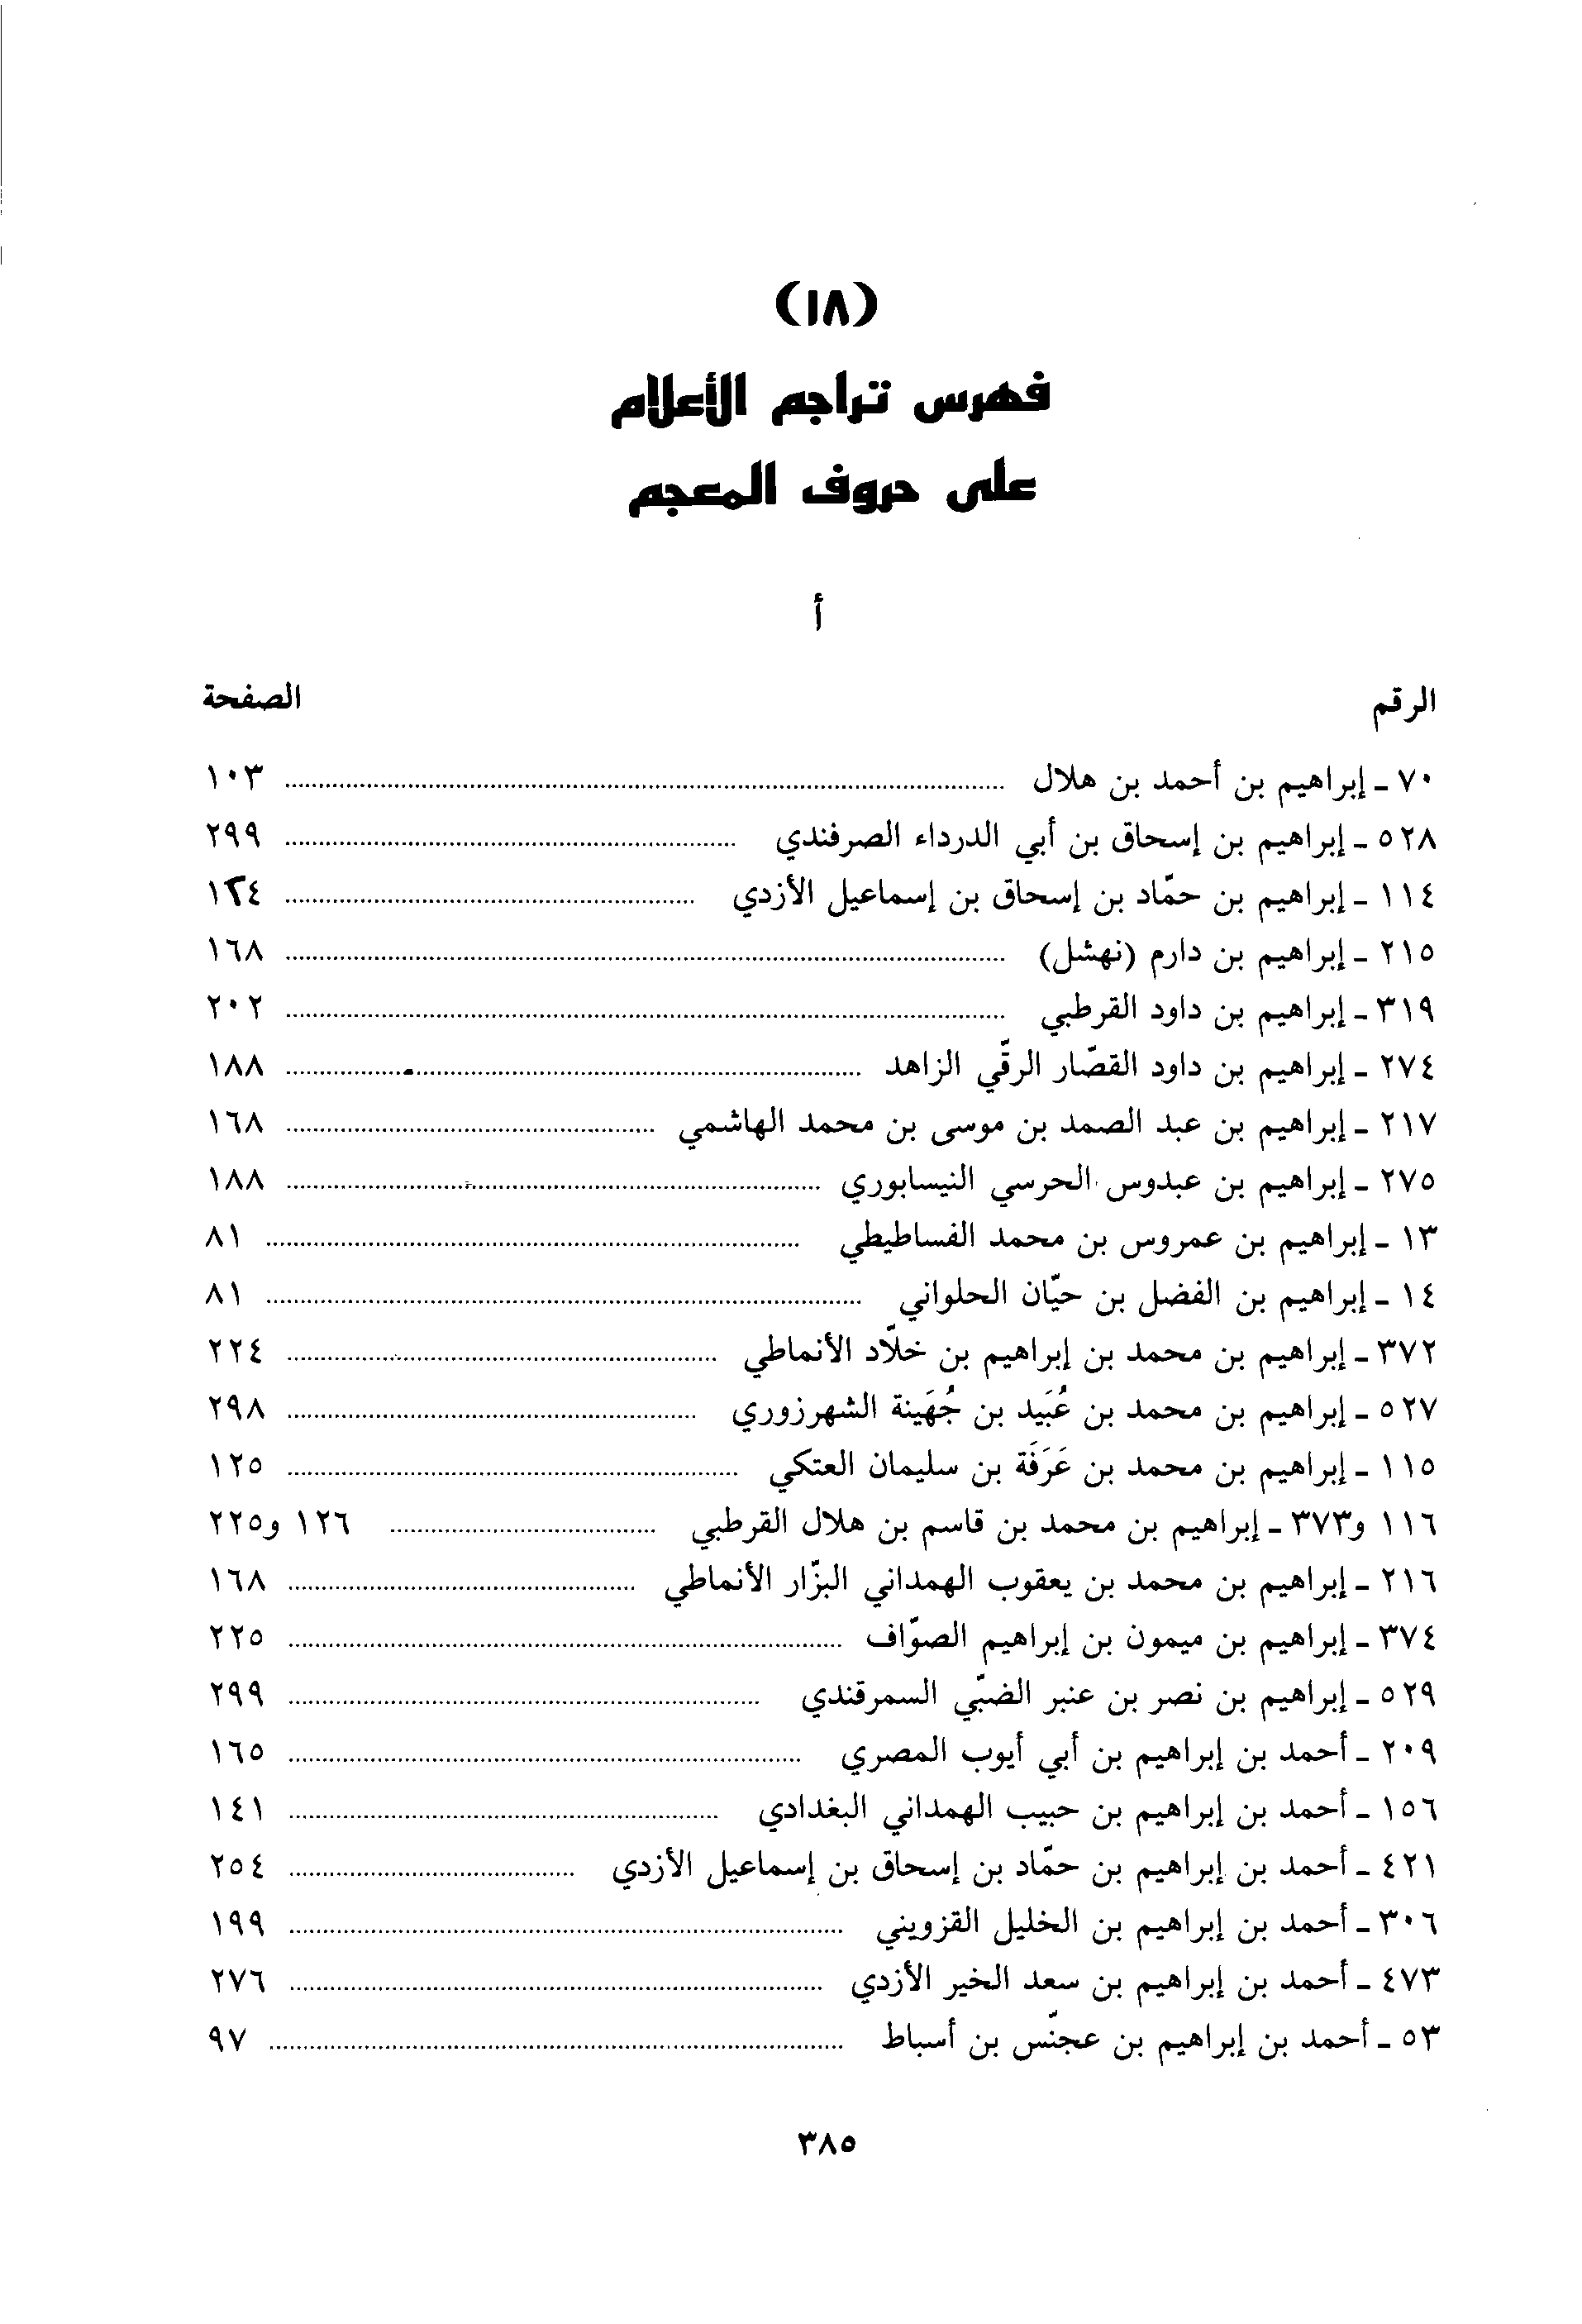 (١٨)
فهرس تراجم الأعلام
على حروف المعجم
أ
الرقم الصفحة
٧٠ - إبراهيم بن أحمد بن هلال ........ ١٠٣
٥٢٨ - إبراهيم بن إسحاق بن أبي الدرداء الصرفندي ........ ٢٩٩
١١٤ - إبراهيم بن حمّاد بن إسحاق بن إسماعيل الأزدي ........ ١٢٤
٢١٥ - إبراهيم بن دارم (نهشل) ........ ١٦٨
٣١٩ - إبراهيم بن داود القرطبي ........ ٢٠٢
٢٧٤ - إبراهيم بن داود القصّار الرقّي الزاهد ........ ١٨٨
٢١٧ - إبراهيم بن عبد الصمد بن موسى بن محمد الهاشمي ........ ١٦٨
٢٧٥ - إبراهيم بن عبدوس الحرسي النيسابوري ........ ١٨٨
١٣ - إبراهيم بن عمروس بن محمد الفساطيطي ........ ٨١
١٤ - إبراهيم بن الفضل بن حيّان الحلواني ........ ٨١
٣٧٢ - إبراهيم بن محمد بن إبراهيم بن خلّاد الأنماطي ........ ٢٢٤
٥٢٧ - إبراهيم بن محمد بن عُبَيد بن جُهَينة الشهرزوري ........ ٢٩٨
١١٥ - إبراهيم بن محمد بن عَرَفَة بن سليمان العتكي ........ ١٢٥
١١٦ و٣٧٣ - إبراهيم بن محمد بن قاسم بن هلال القرطبي ........ ١٢٦ و٢٢٥
٢١٦ - إبراهيم بن محمد بن يعقوب الهمداني البزّار الأنماطي ........ ١٦٨
٣٧٤ - إبراهيم بن ميمون بن إبراهيم الصوّاف ........ ٢٢٥
٥٢٩ - إبراهيم بن نصر بن عنبر الضبّي السمرقندي ........ ٢٩٩
٢٠٩ - أحمد بن إبراهيم بن أبي أيوب المصري ........ ١٦٥
١٥٦ - أحمد بن إبراهيم بن حبيب الهمداني البغدادي ........ ١٤١
٤٢١ - أحمد بن إبراهيم بن حمّاد بن إسحاق بن إسماعيل الأزدي ........ ٢٥٤
٣٠٦ - أحمد بن إبراهيم بن الخليل القزويني ........ ١٩٩
٤٧٣ - أحمد بن إبراهيم بن سعد الخير الأزدي ........ ٢٧٦
٥٣ - أحمد بن إبراهيم بن عجنّس بن أسباط ........ ٩٧
٣٨٥